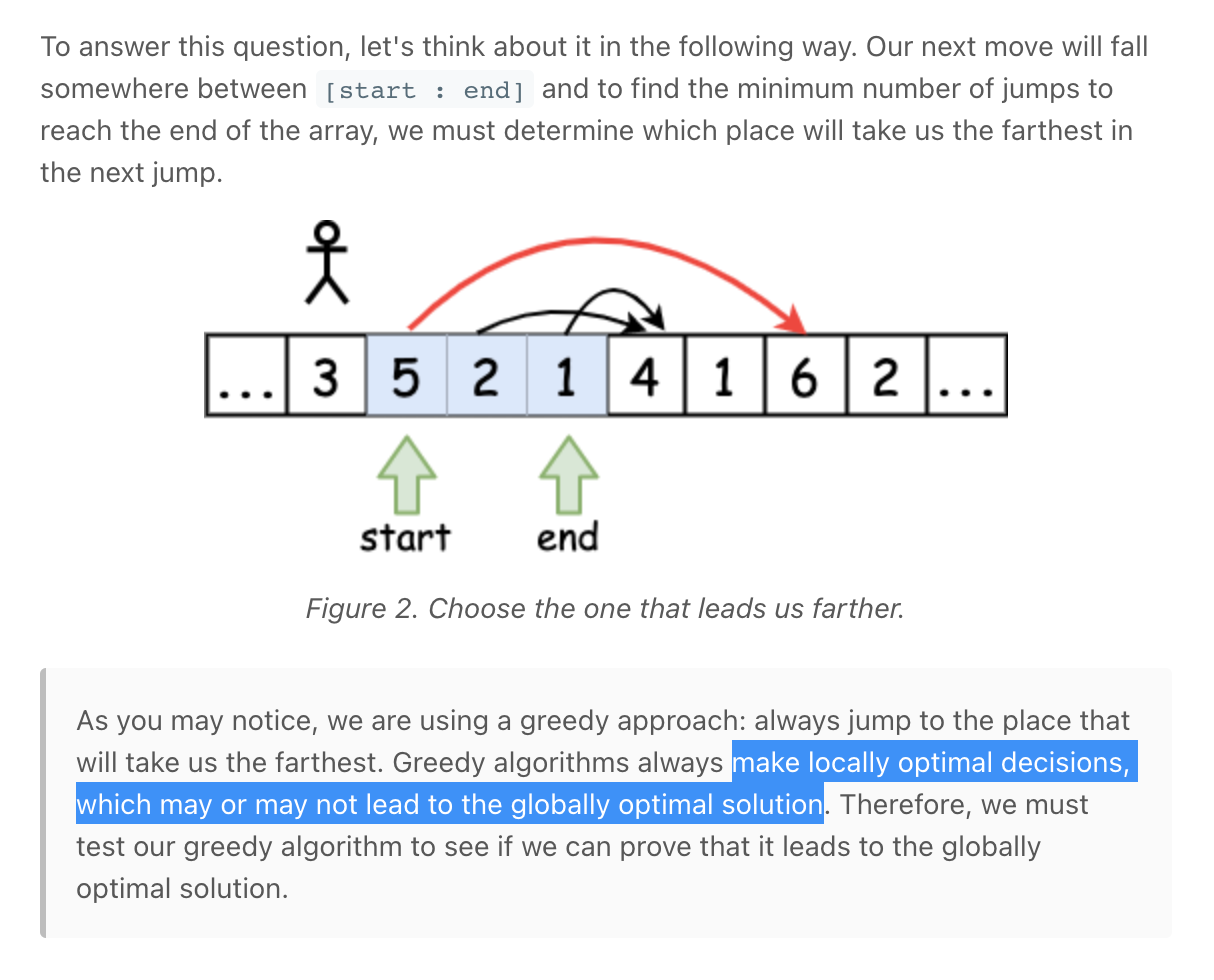 To answer this question, let's think about it in the following way. Our next move will fall
somewhere between [start : end] and to find the minimum number of jumps to
reach the end of the array, we must determine which place will take us the farthest in
the next jump.
... 3 5 2 1 4 1 6 2 ...
start end
Figure 2. Choose the one that leads us farther.
As you may notice, we are using a greedy approach: always jump to the place that
will take us the farthest. Greedy algorithms always make locally optimal decisions,
which may or may not lead to the globally optimal solution. Therefore, we must
test our greedy algorithm to see if we can prove that it leads to the globally
optimal solution.